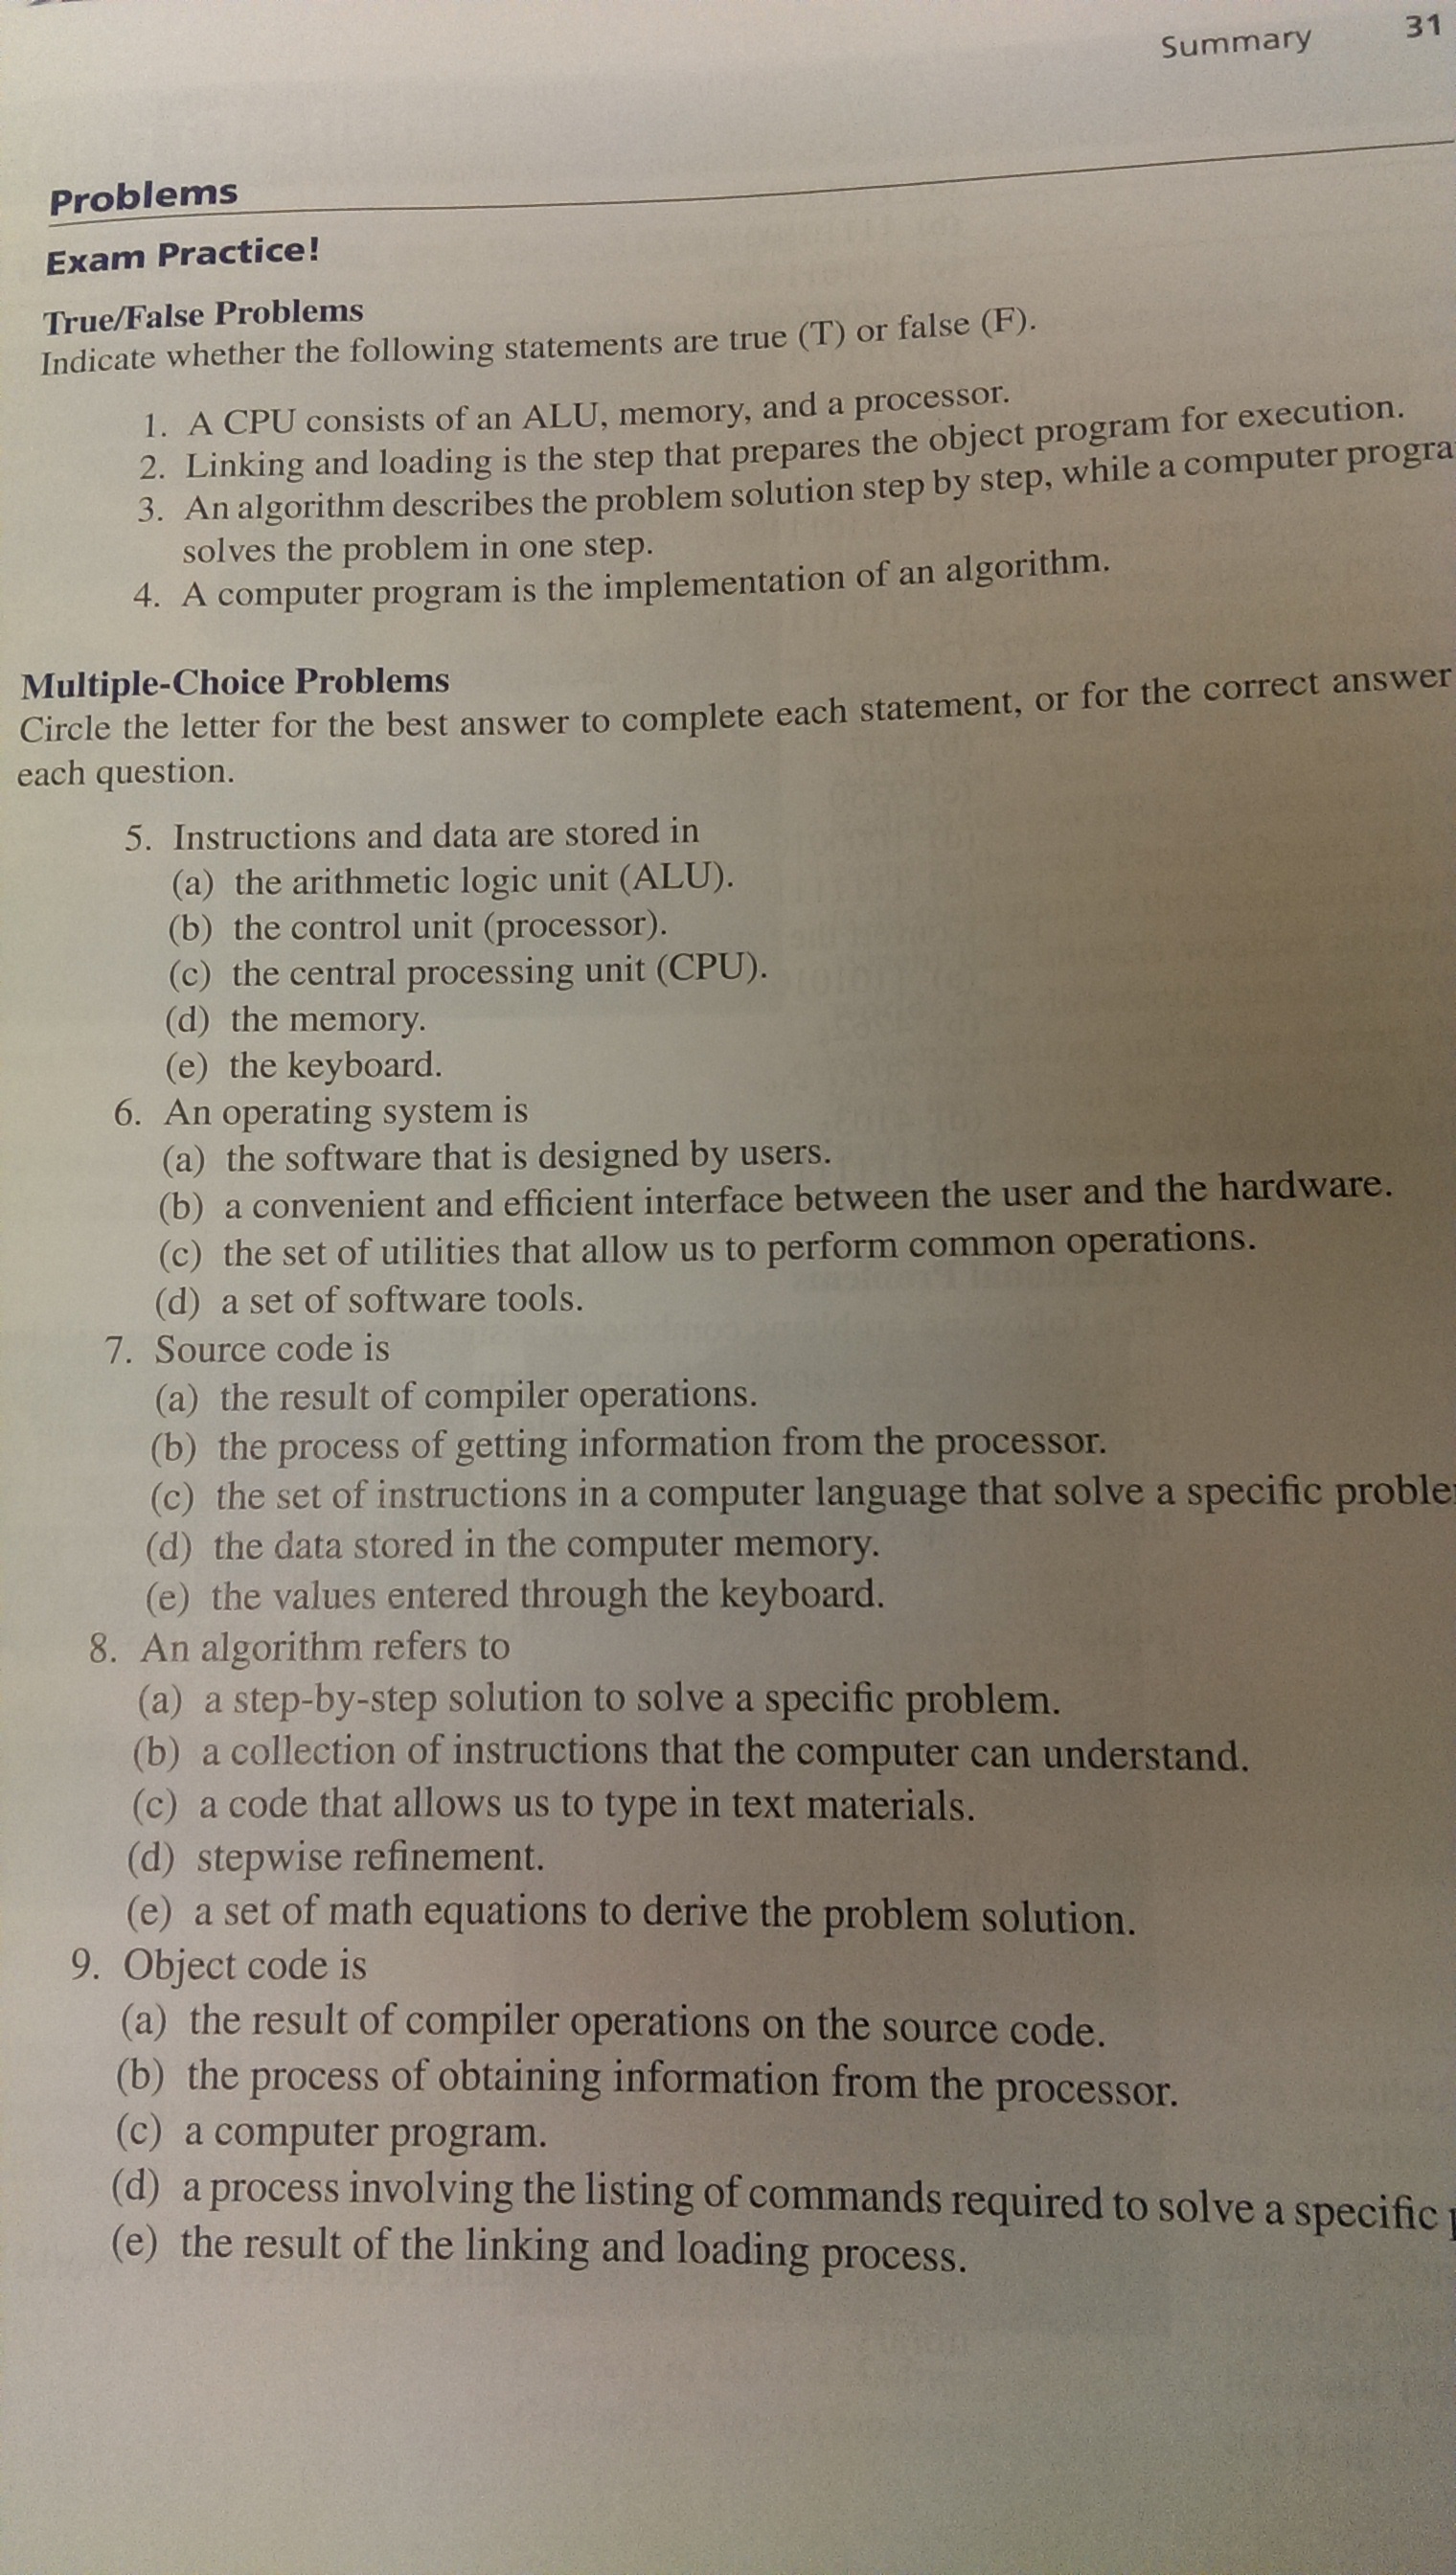 Summary 31
Problems
Exam Practice!
True/False Problems
Indicate whether the following statements are true (T) or false (F).
1. A CPU consists of an ALU, memory, and a processor.
2. Linking and loading is the step that prepares the object program for execution.
3. An algorithm describes the problem solution step by step, while a computer progra
solves the problem in one step.
4. A computer program is the implementation of an algorithm.
Multiple-Choice Problems
Circle the letter for the best answer to complete each statement, or for the correct answer
each question.
5. Instructions and data are stored in
(a) the arithmetic logic unit (ALU).
(b) the control unit (processor).
(c) the central processing unit (CPU).
(d) the memory.
(e) the keyboard.
6. An operating system is
(a) the software that is designed by users.
(b) a convenient and efficient interface between the user and the hardware.
(c) the set of utilities that allow us to perform common operations.
(d) a set of software tools.
7. Source code is
(a) the result of compiler operations.
(b) the process of getting information from the processor.
(c) the set of instructions in a computer language that solve a specific proble
(d) the data stored in the computer memory.
(e) the values entered through the keyboard.
8. An algorithm refers to
(a) a step-by-step solution to solve a specific problem.
(b) a collection of instructions that the computer can understand.
(c) a code that allows us to type in text materials.
(d) stepwise refinement.
(e) a set of math equations to derive the problem solution.
9. Object code is
(a) the result of compiler operations on the source code.
(b) the process of obtaining information from the processor.
(c) a computer program.
(d) a process involving the listing of commands required to solve a specific
(e) the result of the linking and loading process.